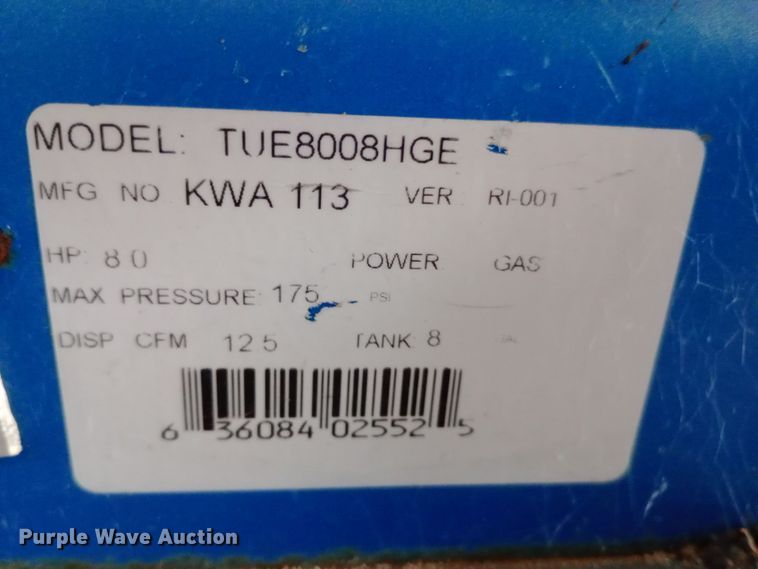 MODEL: TUE8008HGE
MFG NO KWA 113 VER RI-001
HP: 8 0 POWER GAS
MAX PRESSURE: 175 PSI
DISP CFM 12 5 TANK 8
6 36084 02552 5
Purple Wave Auction